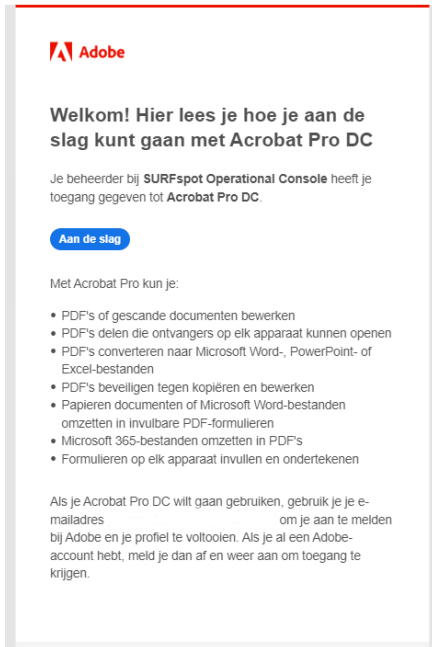 Adobe
Welkom! Hier lees je hoe je aan de
slag kunt gaan met Acrobat Pro DC
Je beheerder bij SURFspot Operational Console heeft je
toegang gegeven tot Acrobat Pro DC.
Aan de slag
Met Acrobat Pro kun je:
• PDF's of gescande documenten bewerken
• PDF's delen die ontvangers op elk apparaat kunnen openen
• PDF's converteren naar Microsoft Word-, PowerPoint- of
Excel-bestanden
• PDF's beveiligen tegen kopiëren en bewerken
• Papieren documenten of Microsoft Word-bestanden
omzetten in invulbare PDF-formulieren
• Microsoft 365-bestanden omzetten in PDF's
• Formulieren op elk apparaat invullen en ondertekenen
Als je Acrobat Pro DC wilt gaan gebruiken, gebruik je je e-
mailadres om je aan te melden
bij Adobe en je profiel te voltooien. Als je al een Adobe-
account hebt, meld je dan af en weer aan om toegang te
krijgen.